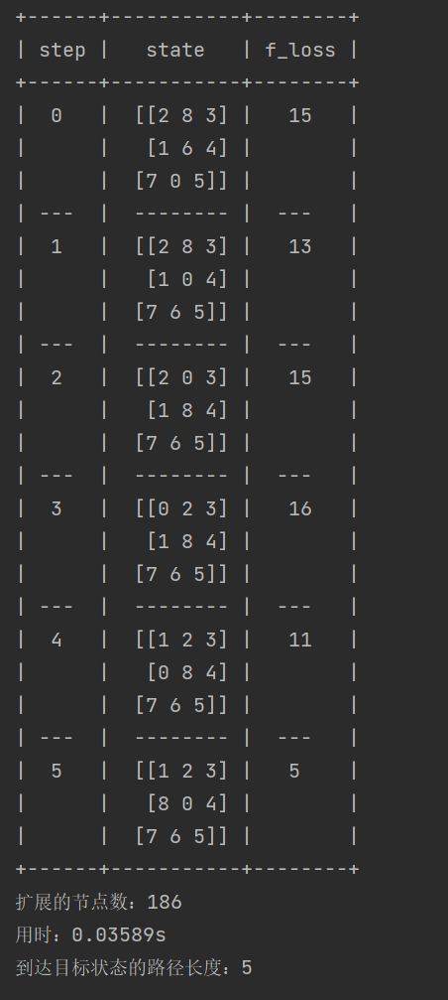 +------+-----------+--------+
| step |   state   | f_loss |
+------+-----------+--------+
|  0   |  [[2 8 3] |   15   |
|      |   [1 6 4] |        |
|      |  [7 0 5]] |        |
| ---  |  -------- |  ---   |
|  1   |  [[2 8 3] |   13   |
|      |   [1 0 4] |        |
|      |  [7 6 5]] |        |
| ---  |  -------- |  ---   |
|  2   |  [[2 0 3] |   15   |
|      |   [1 8 4] |        |
|      |  [7 6 5]] |        |
| ---  |  -------- |  ---   |
|  3   |  [[0 2 3] |   16   |
|      |   [1 8 4] |        |
|      |  [7 6 5]] |        |
| ---  |  -------- |  ---   |
|  4   |  [[1 2 3] |   11   |
|      |   [0 8 4] |        |
|      |  [7 6 5]] |        |
| ---  |  -------- |  ---   |
|  5   |  [[1 2 3] |   5    |
|      |   [8 0 4] |        |
|      |  [7 6 5]] |        |
+------+-----------+--------+
扩展的节点数：186
用时：0.03589s
到达目标状态的路径长度：5